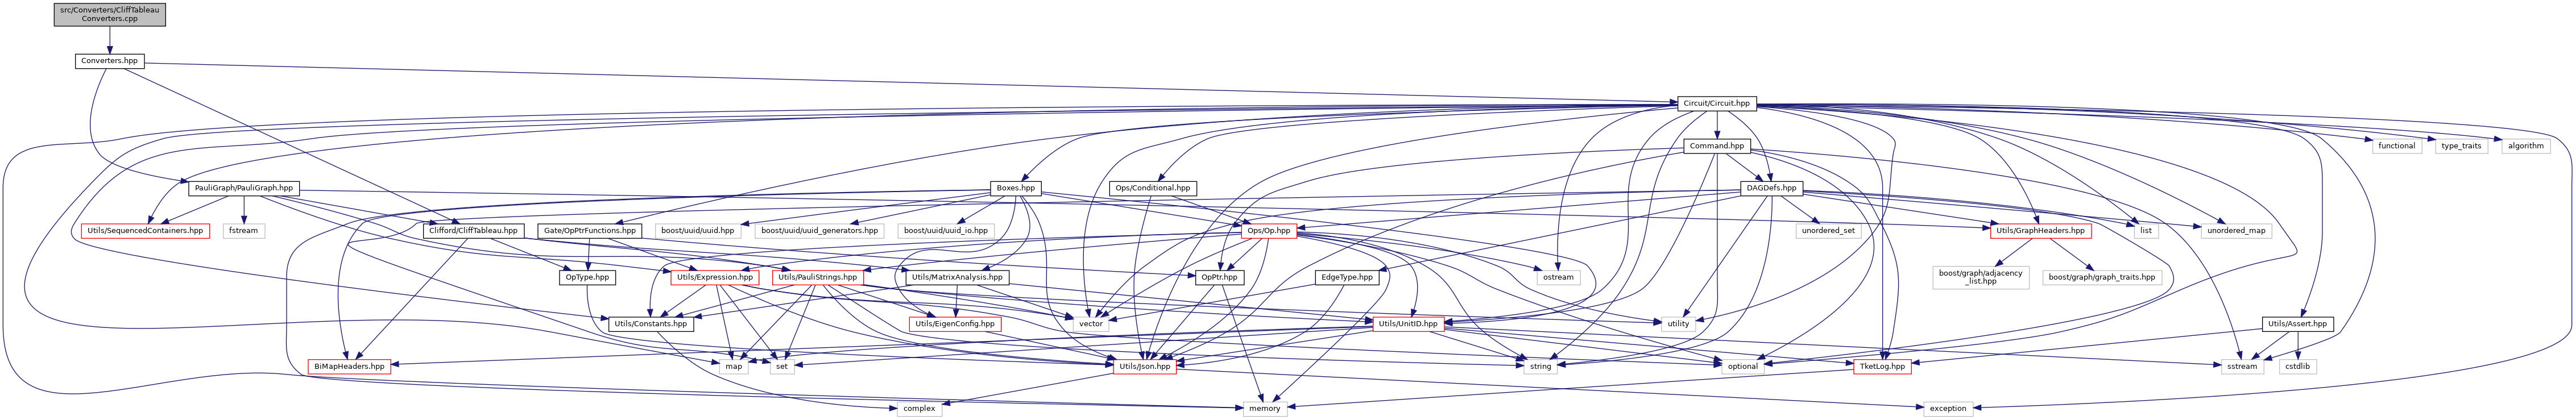 src/Converters/CliffTableau
Converters.cpp
Converters.hpp
Circuit/Circuit.hpp
Command.hpp
functional
type_traits
algorithm
PauliGraph/PauliGraph.hpp
Boxes.hpp
Ops/Conditional.hpp
DAGDefs.hpp
Utils/SequencedContainers.hpp
fstream
Clifford/CliffTableau.hpp
Gate/OpPtrFunctions.hpp
boost/uuid/uuid.hpp
boost/uuid/uuid_generators.hpp
boost/uuid/uuid_io.hpp
Ops/Op.hpp
unordered_set
Utils/GraphHeaders.hpp
list
unordered_map
OpType.hpp
Utils/Expression.hpp
Utils/PauliStrings.hpp
Utils/MatrixAnalysis.hpp
OpPtr.hpp
EdgeType.hpp
ostream
boost/graph/adjacency
_list.hpp
boost/graph/graph_traits.hpp
Utils/Constants.hpp
Utils/EigenConfig.hpp
vector
Utils/UnitID.hpp
utility
Utils/Assert.hpp
BiMapHeaders.hpp
map
set
Utils/Json.hpp
string
optional
TketLog.hpp
sstream
cstdlib
complex
memory
exception